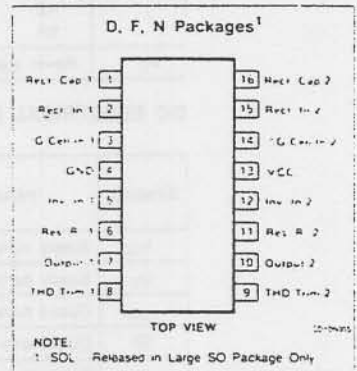 D, F, N Packages¹
Rect Cap 1 1 16 Rect Cap 2
Rect In 1 2 15 Rect In 2
G Cell In 1 3 14 G Cell In 2
GND 4 13 VCC
Inv. In 1 5 12 Inv In 2
Res. R 1 6 11 Res R 2
Output 1 7 10 Output 2
THD Trim 1 8 9 THD Trim 2
TOP VIEW
NOTE:
1 SOL Released in Large SO Package Only